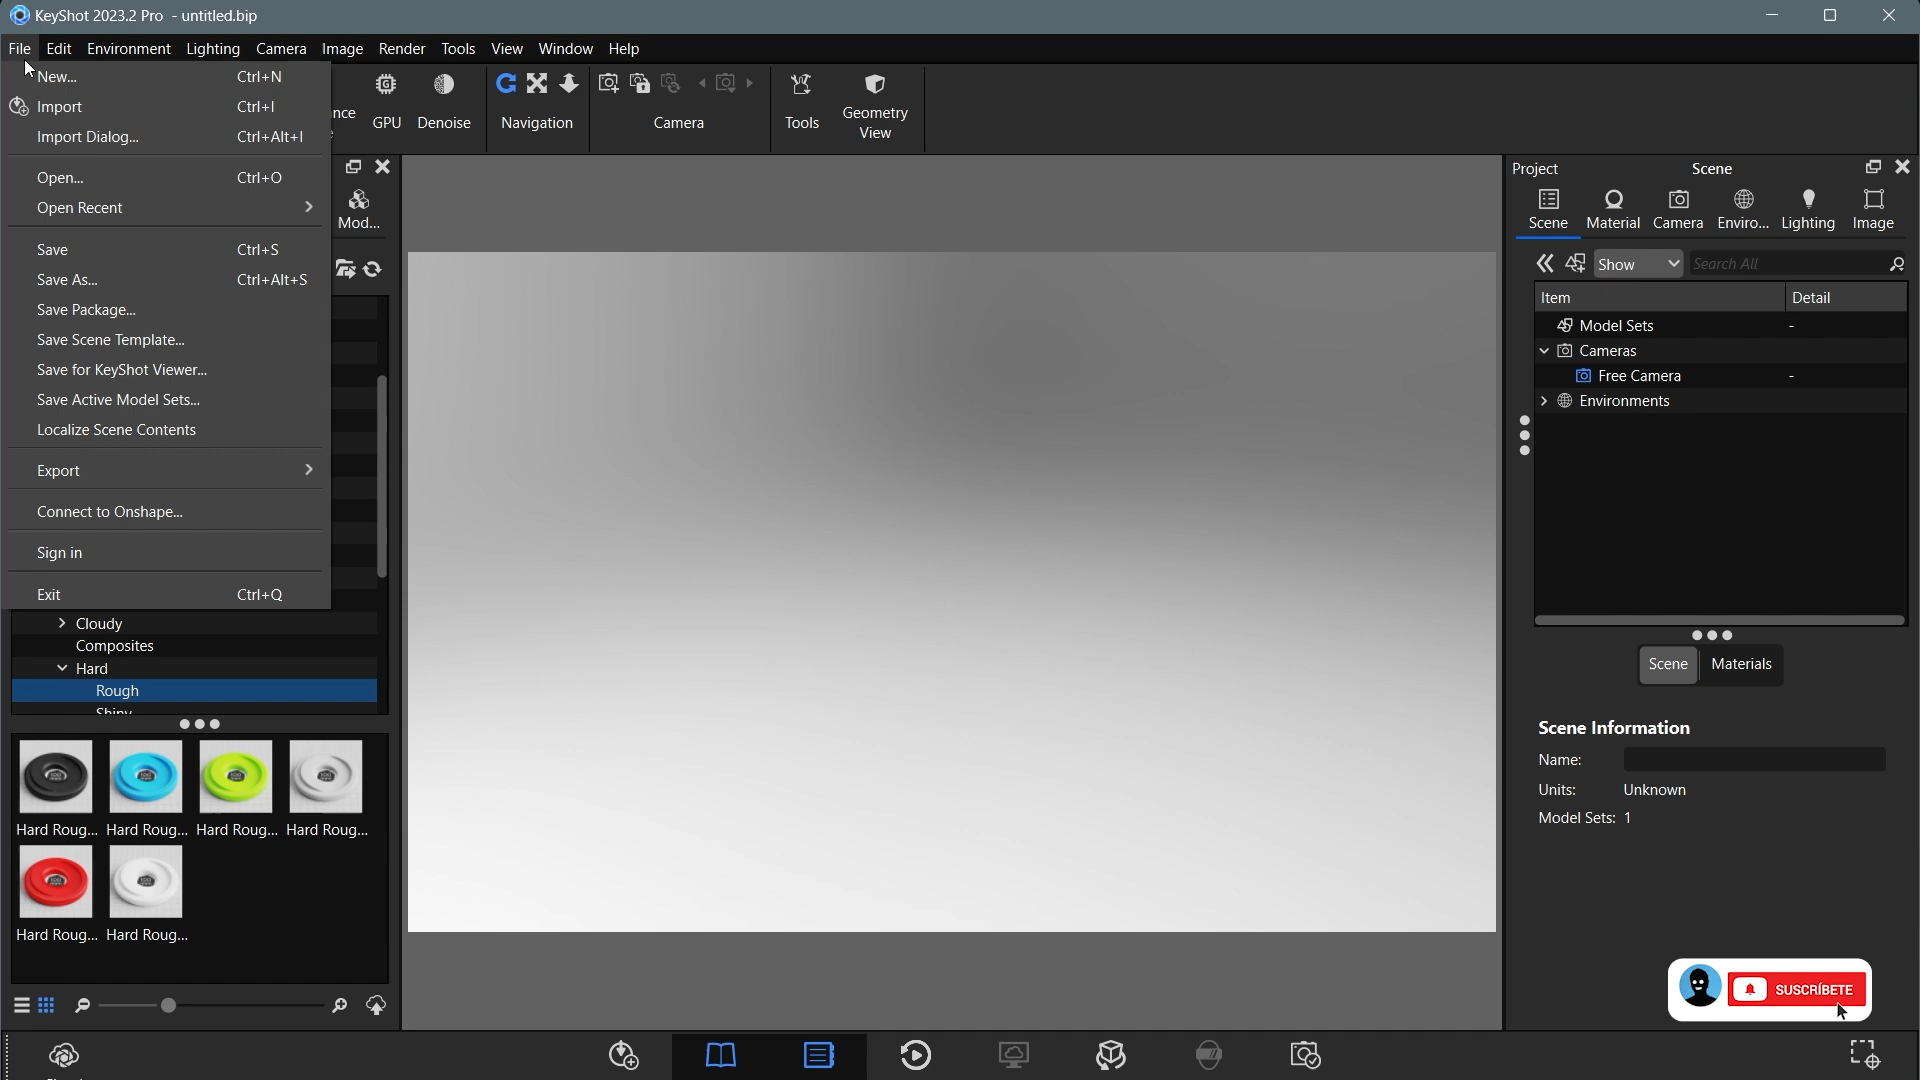 KeyShot 2023.2 Pro - untitled.bip
File Edit Environment Lighting Camera Image Render Tools View Window Help
New... Ctrl+N
Import Ctrl+I
Import Dialog... Ctrl+Alt+I
Open... Ctrl+O
Open Recent
Save Ctrl+S
Save As... Ctrl+Alt+S
Save Package...
Save Scene Template...
Save for KeyShot Viewer...
Save Active Model Sets...
Localize Scene Contents
Export
Connect to Onshape...
Sign in
Exit Ctrl+Q
GPU Denoise Navigation Camera Tools Geometry
View
Mod...
Cloudy
Composites
Hard
Rough
Shiny
Hard Roug... Hard Roug... Hard Roug... Hard Roug...
Hard Roug... Hard Roug...
Project Scene
Scene Material Camera Enviro... Lighting Image
Show Search All
Item Detail
Model Sets -
Cameras
Free Camera -
Environments
Scene Materials
Scene Information
Name:
Units: Unknown
Model Sets: 1
SUSCRÍBETE